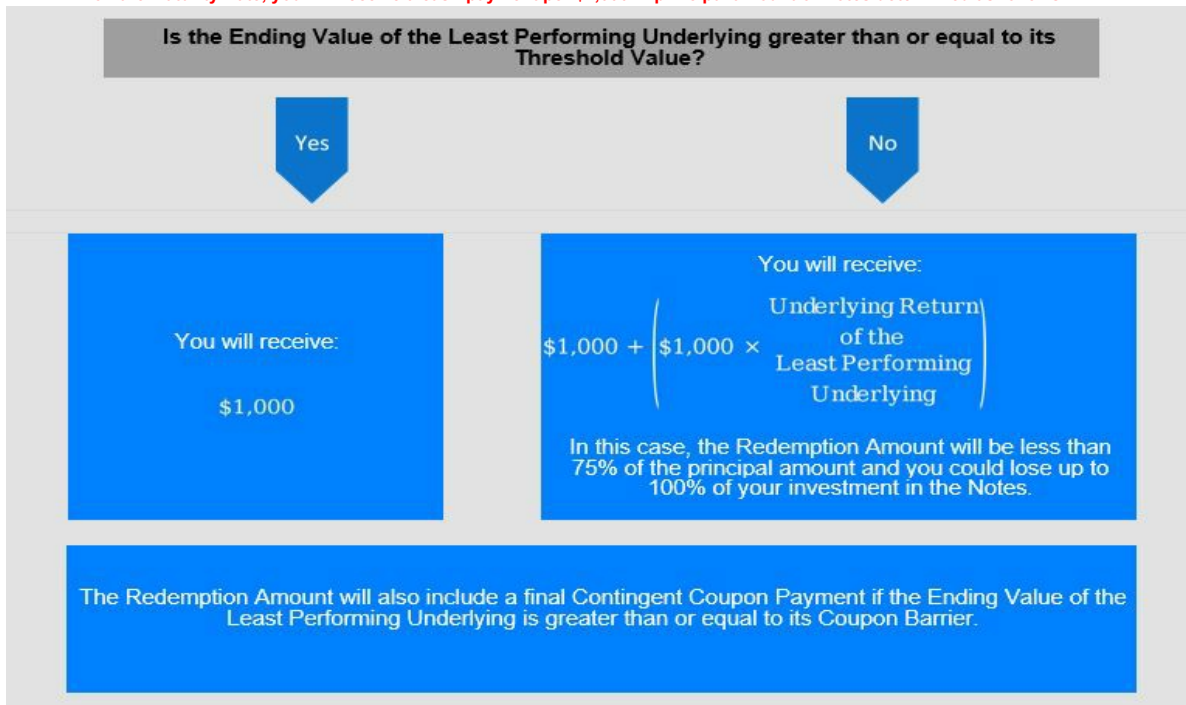 Is the Ending Value of the Least Performing Underlying greater than or equal to its
Threshold Value?
Yes
No
You will receive:
$1,000
You will receive:
$1,000 + ($1,000 × Underlying Return
of the
Least Performing
Underlying)
In this case, the Redemption Amount will be less than
75% of the principal amount and you could lose up to
100% of your investment in the Notes.
The Redemption Amount will also include a final Contingent Coupon Payment if the Ending Value of the
Least Performing Underlying is greater than or equal to its Coupon Barrier.